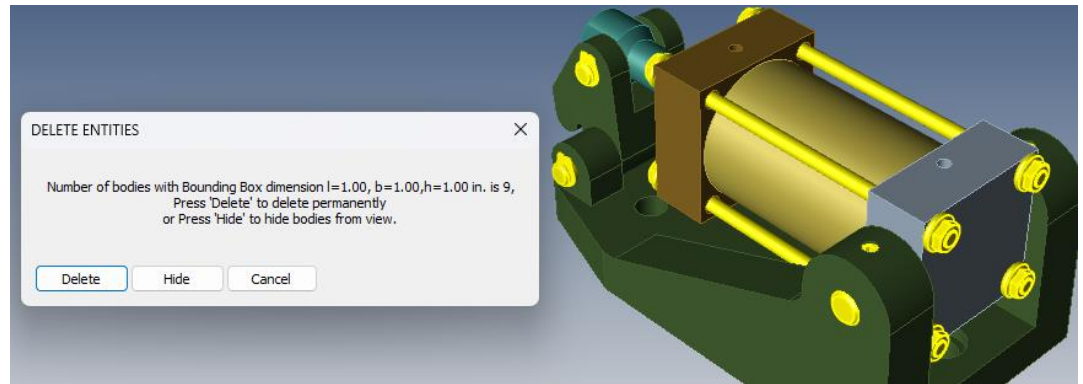 DELETE ENTITIES
Number of bodies with Bounding Box dimension l=1.00, b=1.00,h=1.00 in. is 9,
Press 'Delete' to delete permanently
or Press 'Hide' to hide bodies from view.
Delete Hide Cancel